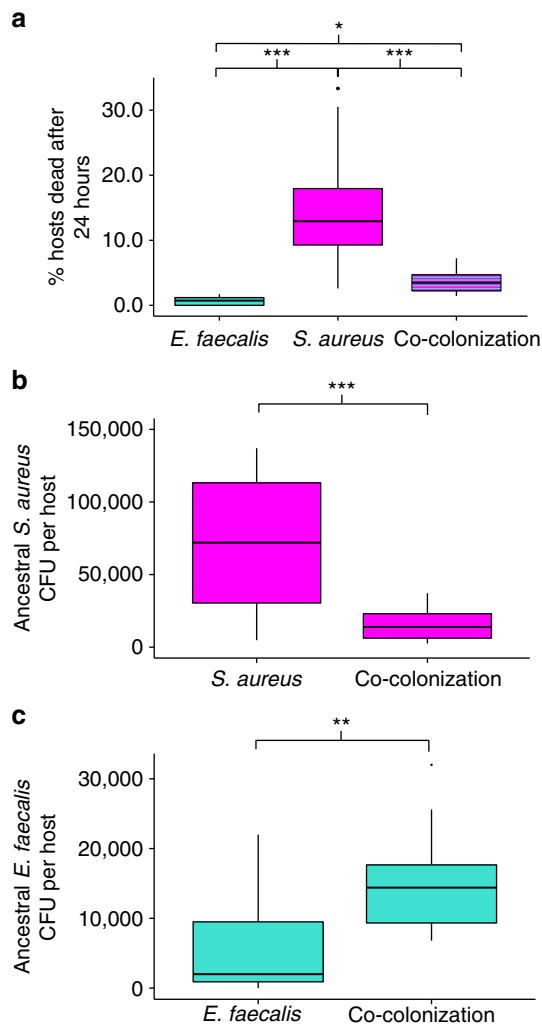 a
*
*** ***
% hosts dead after
24 hours
30.0
20.0
10.0
0.0
E. faecalis S. aureus Co-colonization
b
***
Ancestral S. aureus
CFU per host
150,000
100,000
50,000
0
S. aureus Co-colonization
c
**
Ancestral E. faecalis
CFU per host
30,000
20,000
10,000
0
E. faecalis Co-colonization